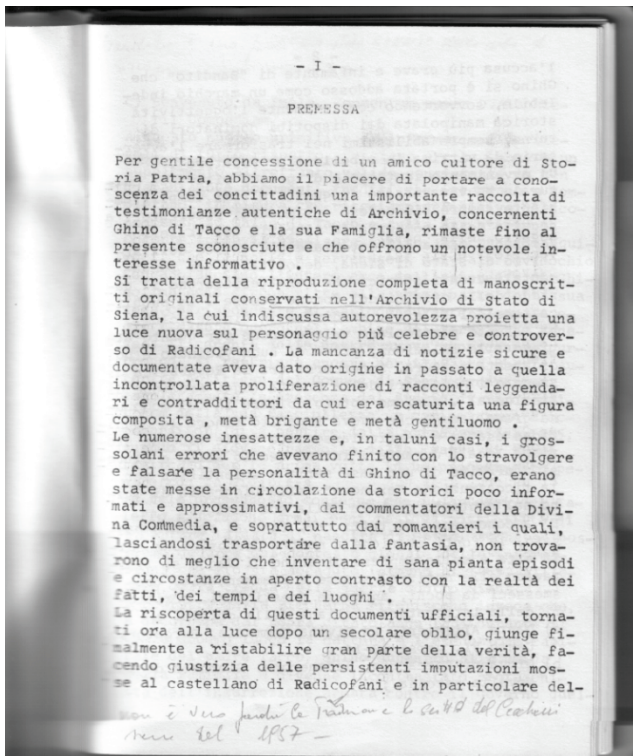 - I -
PREMESSA
Per gentile concessione di un amico cultore di Sto-
ria Patria, abbiamo il piacere di portare a cono-
scenza dei concittadini una importante raccolta di
testimonianze autentiche di Archivio, concernenti
Ghino di Tacco e la sua Famiglia, rimaste fino al
presente sconosciute e che offrono un notevole in-
teresse informativo .
Si tratta della riproduzione completa di manoscrit-
ti originali conservati nell'Archivio di Stato di
Siena, la cui indiscussa autorevolezza proietta una
luce nuova sul personaggio più celebre e controver-
so di Radicofani . La mancanza di notizie sicure e
documentate aveva dato origine in passato a quella
incontrollata proliferazione di racconti leggenda-
ri e contraddittori da cui era scaturita una figura
composita , metà brigante e metà gentiluomo .
Le numerose inesattezze e, in taluni casi, i gros-
solani errori che avevano finito con lo stravolgere
e falsare la personalità di Ghino di Tacco, erano
state messe in circolazione da storici poco infor-
mati e approssimativi, dai commentatori della Divi-
na Commedia, e soprattutto dai romanzieri i quali,
lasciandosi trasportare dalla fantasia, non trova-
rono di meglio che inventare di sana pianta episodi
e circostanze in aperto contrasto con la realtà dei
fatti, dei tempi e dei luoghi .
La riscoperta di questi documenti ufficiali, torna-
ti ora alla luce dopo un secolare oblio, giunge fi-
nalmente a ristabilire gran parte della verità, fa-
cendo giustizia delle persistenti imputazioni mos-
se al castellano di Radicofani e in particolare del-
non è vero perché la
del 1957 -